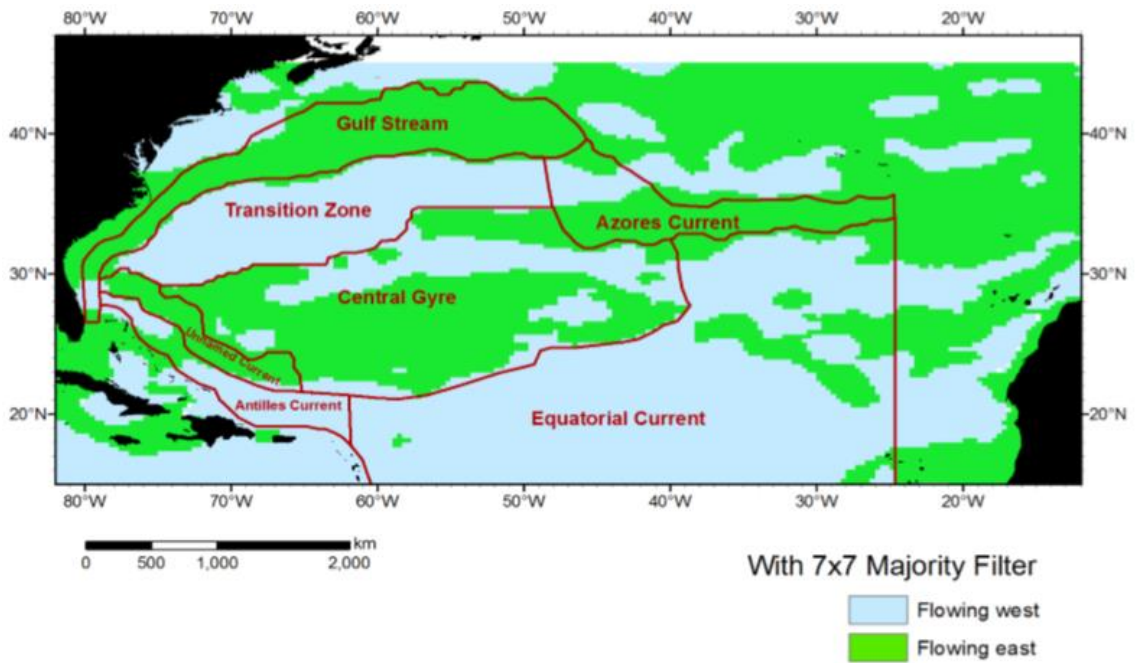 80°W 70°W 60°W 50°W 40°W 30°W 20°W
40°N 40°N
Gulf Stream
Transition Zone
Azores Current
30°N 30°N
Central Gyre
Unnamed Current
Antilles Current
Equatorial Current
20°N 20°N
80°W 70°W 60°W 50°W 40°W 30°W 20°W
km
0 500 1,000 2,000
With 7x7 Majority Filter
Flowing west
Flowing east